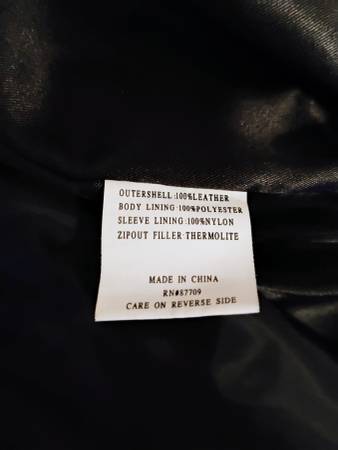 OUTERSHELL:100%LEATHER
BODY LINING:100%POLYESTER
SLEEVE LINING:100%NYLON
ZIPOUT FILLER:THERMOLITE
MADE IN CHINA
RN#87709
CARE ON REVERSE SIDE